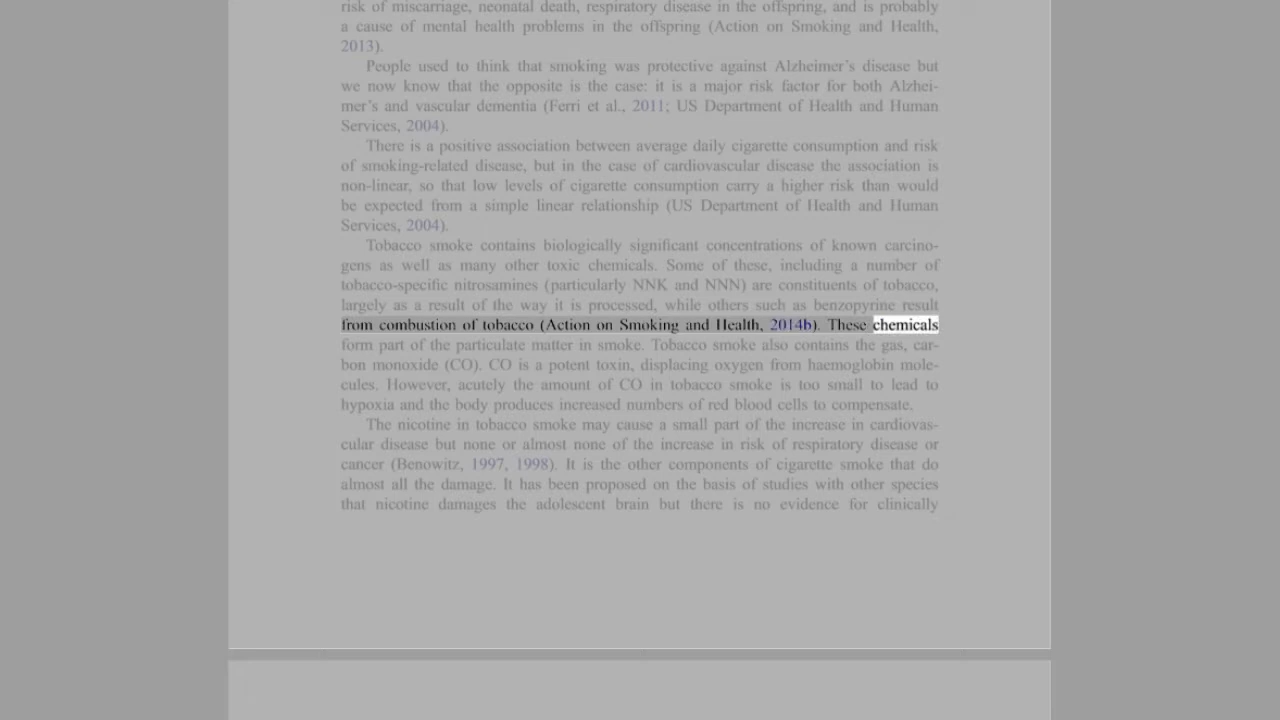 risk of miscarriage, neonatal death, respiratory disease in the offspring, and is probably
a cause of mental health problems in the offspring (Action on Smoking and Health,
2013).
People used to think that smoking was protective against Alzheimer's disease but
we now know that the opposite is the case: it is a major risk factor for both Alzhei-
mer's and vascular dementia (Ferri et al., 2011; US Department of Health and Human
Services, 2004).
There is a positive association between average daily cigarette consumption and risk
of smoking-related disease, but in the case of cardiovascular disease the association is
non-linear, so that low levels of cigarette consumption carry a higher risk than would
be expected from a simple linear relationship (US Department of Health and Human
Services, 2004).
Tobacco smoke contains biologically significant concentrations of known carcino-
gens as well as many other toxic chemicals. Some of these, including a number of
tobacco-specific nitrosamines (particularly NNK and NNN) are constituents of tobacco,
largely as a result of the way it is processed, while others such as benzopyrine result
from combustion of tobacco (Action on Smoking and Health, 2014b). These chemicals
form part of the particulate matter in smoke. Tobacco smoke also contains the gas, car-
bon monoxide (CO). CO is a potent toxin, displacing oxygen from haemoglobin mole-
cules. However, acutely the amount of CO in tobacco smoke is too small to lead to
hypoxia and the body produces increased numbers of red blood cells to compensate.
The nicotine in tobacco smoke may cause a small part of the increase in cardiovas-
cular disease but none or almost none of the increase in risk of respiratory disease or
cancer (Benowitz, 1997, 1998). It is the other components of cigarette smoke that do
almost all the damage. It has been proposed on the basis of studies with other species
that nicotine damages the adolescent brain but there is no evidence for clinically